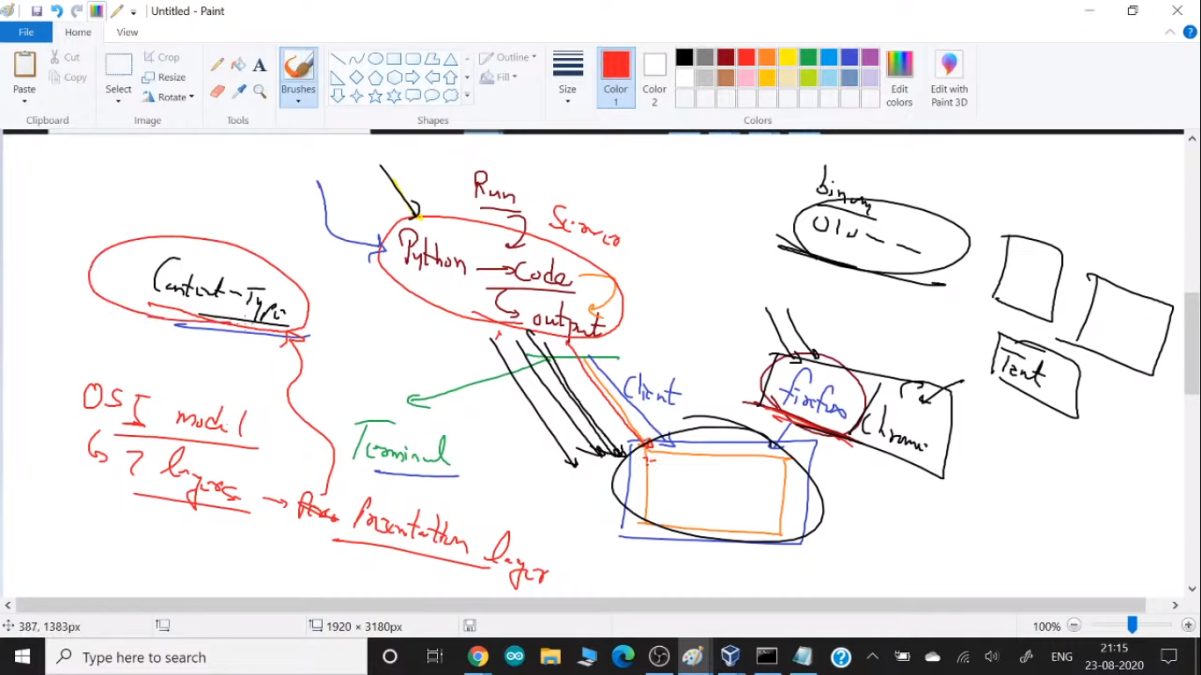 Untitled - Paint
File
Home
View
Paste
Cut
Copy
Clipboard
Select
Crop
Resize
Rotate
Image
Tools
Brushes
Shapes
Outline
Fill
Size
Color 1
Color 2
Colors
Edit colors
Edit with Paint 3D
Run
binary
Server
Python → Code
output
Content-Type
Client
firefox
Chrome
Text
OSI model
7 layers → Presentation layer
Terminal
387, 1383px
1920 × 3180px
100%
Type here to search
ENG
21:15
23-08-2020